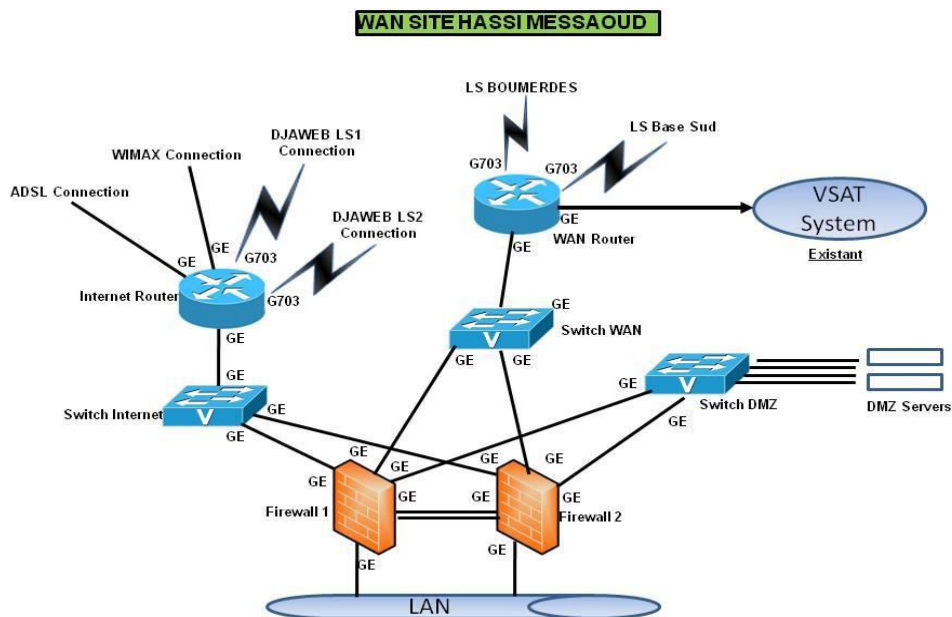 WAN SITE HASSI MESSAOUD
LS BOUMERDES
LS Base Sud
DJAWEB LS1
Connection
WIMAX Connection
ADSL Connection
DJAWEB LS2
Connection
G703
G703
GE
VSAT
System
Existant
WAN Router
GE
GE
GE
G703
G703
Internet Router
GE
GE
Switch WAN
GE
GE
GE
GE
Switch Internet
GE
GE
GE
Switch DMZ
DMZ Servers
GE
GE
GE
GE
GE
GE
GE
GE
GE
GE
Firewall 1
Firewall 2
GE
GE
LAN